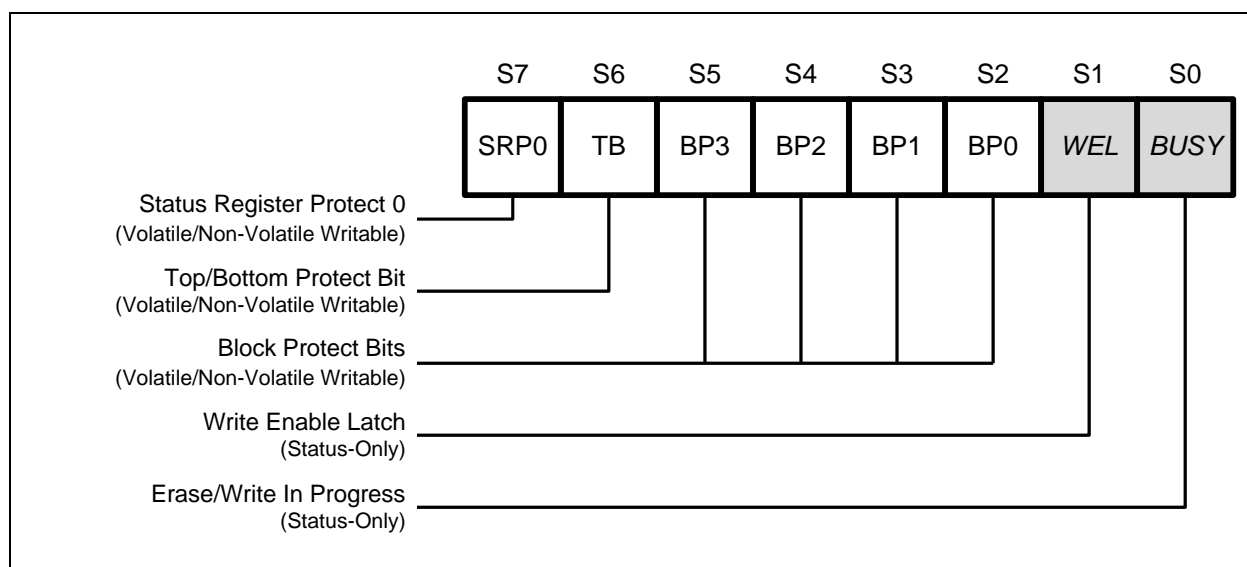 S7 S6 S5 S4 S3 S2 S1 S0
SRP0 TB BP3 BP2 BP1 BP0 WEL BUSY
Status Register Protect 0
(Volatile/Non-Volatile Writable)
Top/Bottom Protect Bit
(Volatile/Non-Volatile Writable)
Block Protect Bits
(Volatile/Non-Volatile Writable)
Write Enable Latch
(Status-Only)
Erase/Write In Progress
(Status-Only)